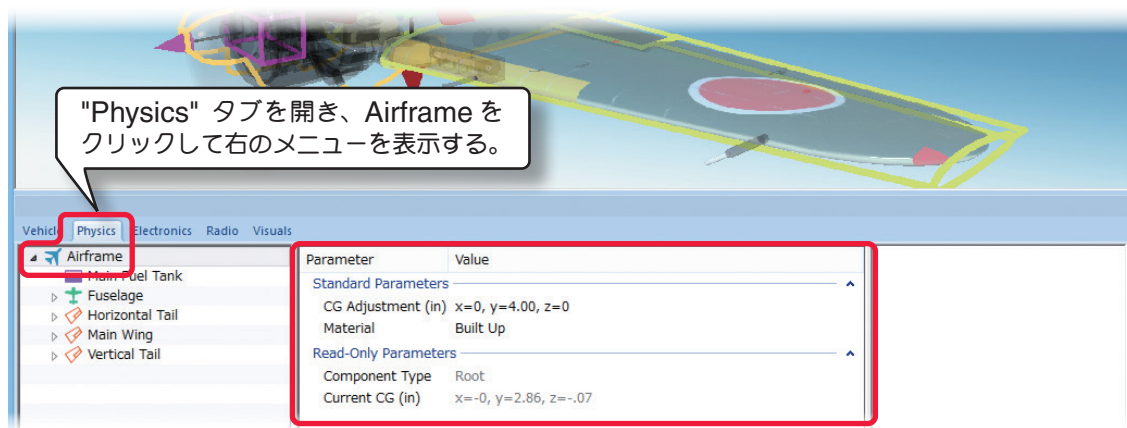 "Physics" タブを開き、Airframe を
クリックして右のメニューを表示する。
Vehicle Physics Electronics Radio Visuals
Airframe
Main Fuel Tank
Fuselage
Horizontal Tail
Main Wing
Vertical Tail
Parameter Value
Standard Parameters
CG Adjustment (in) x=0, y=4.00, z=0
Material Built Up
Read-Only Parameters
Component Type Root
Current CG (in) x=-0, y=2.86, z=-.07